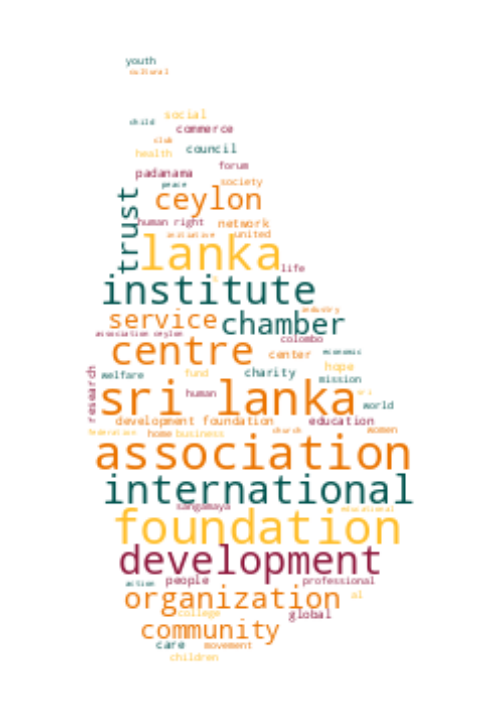 youth
cultural
social
child
commerce
club
council
health
forum
padanama
peace
society
trust
ceylon
human right
network
initiative
united
lanka
life
institute
industry
service
chamber
association ceylon
colombo
centre
center
economic
hope
research
welfare
fund
charity
mission
human
sri lanka
sri
world
development foundation
education
federation
home
business
church
women
association
international
sangamaya
educational
foundation
development
action
people
professional
organization
al
college
global
community
care
movement
children